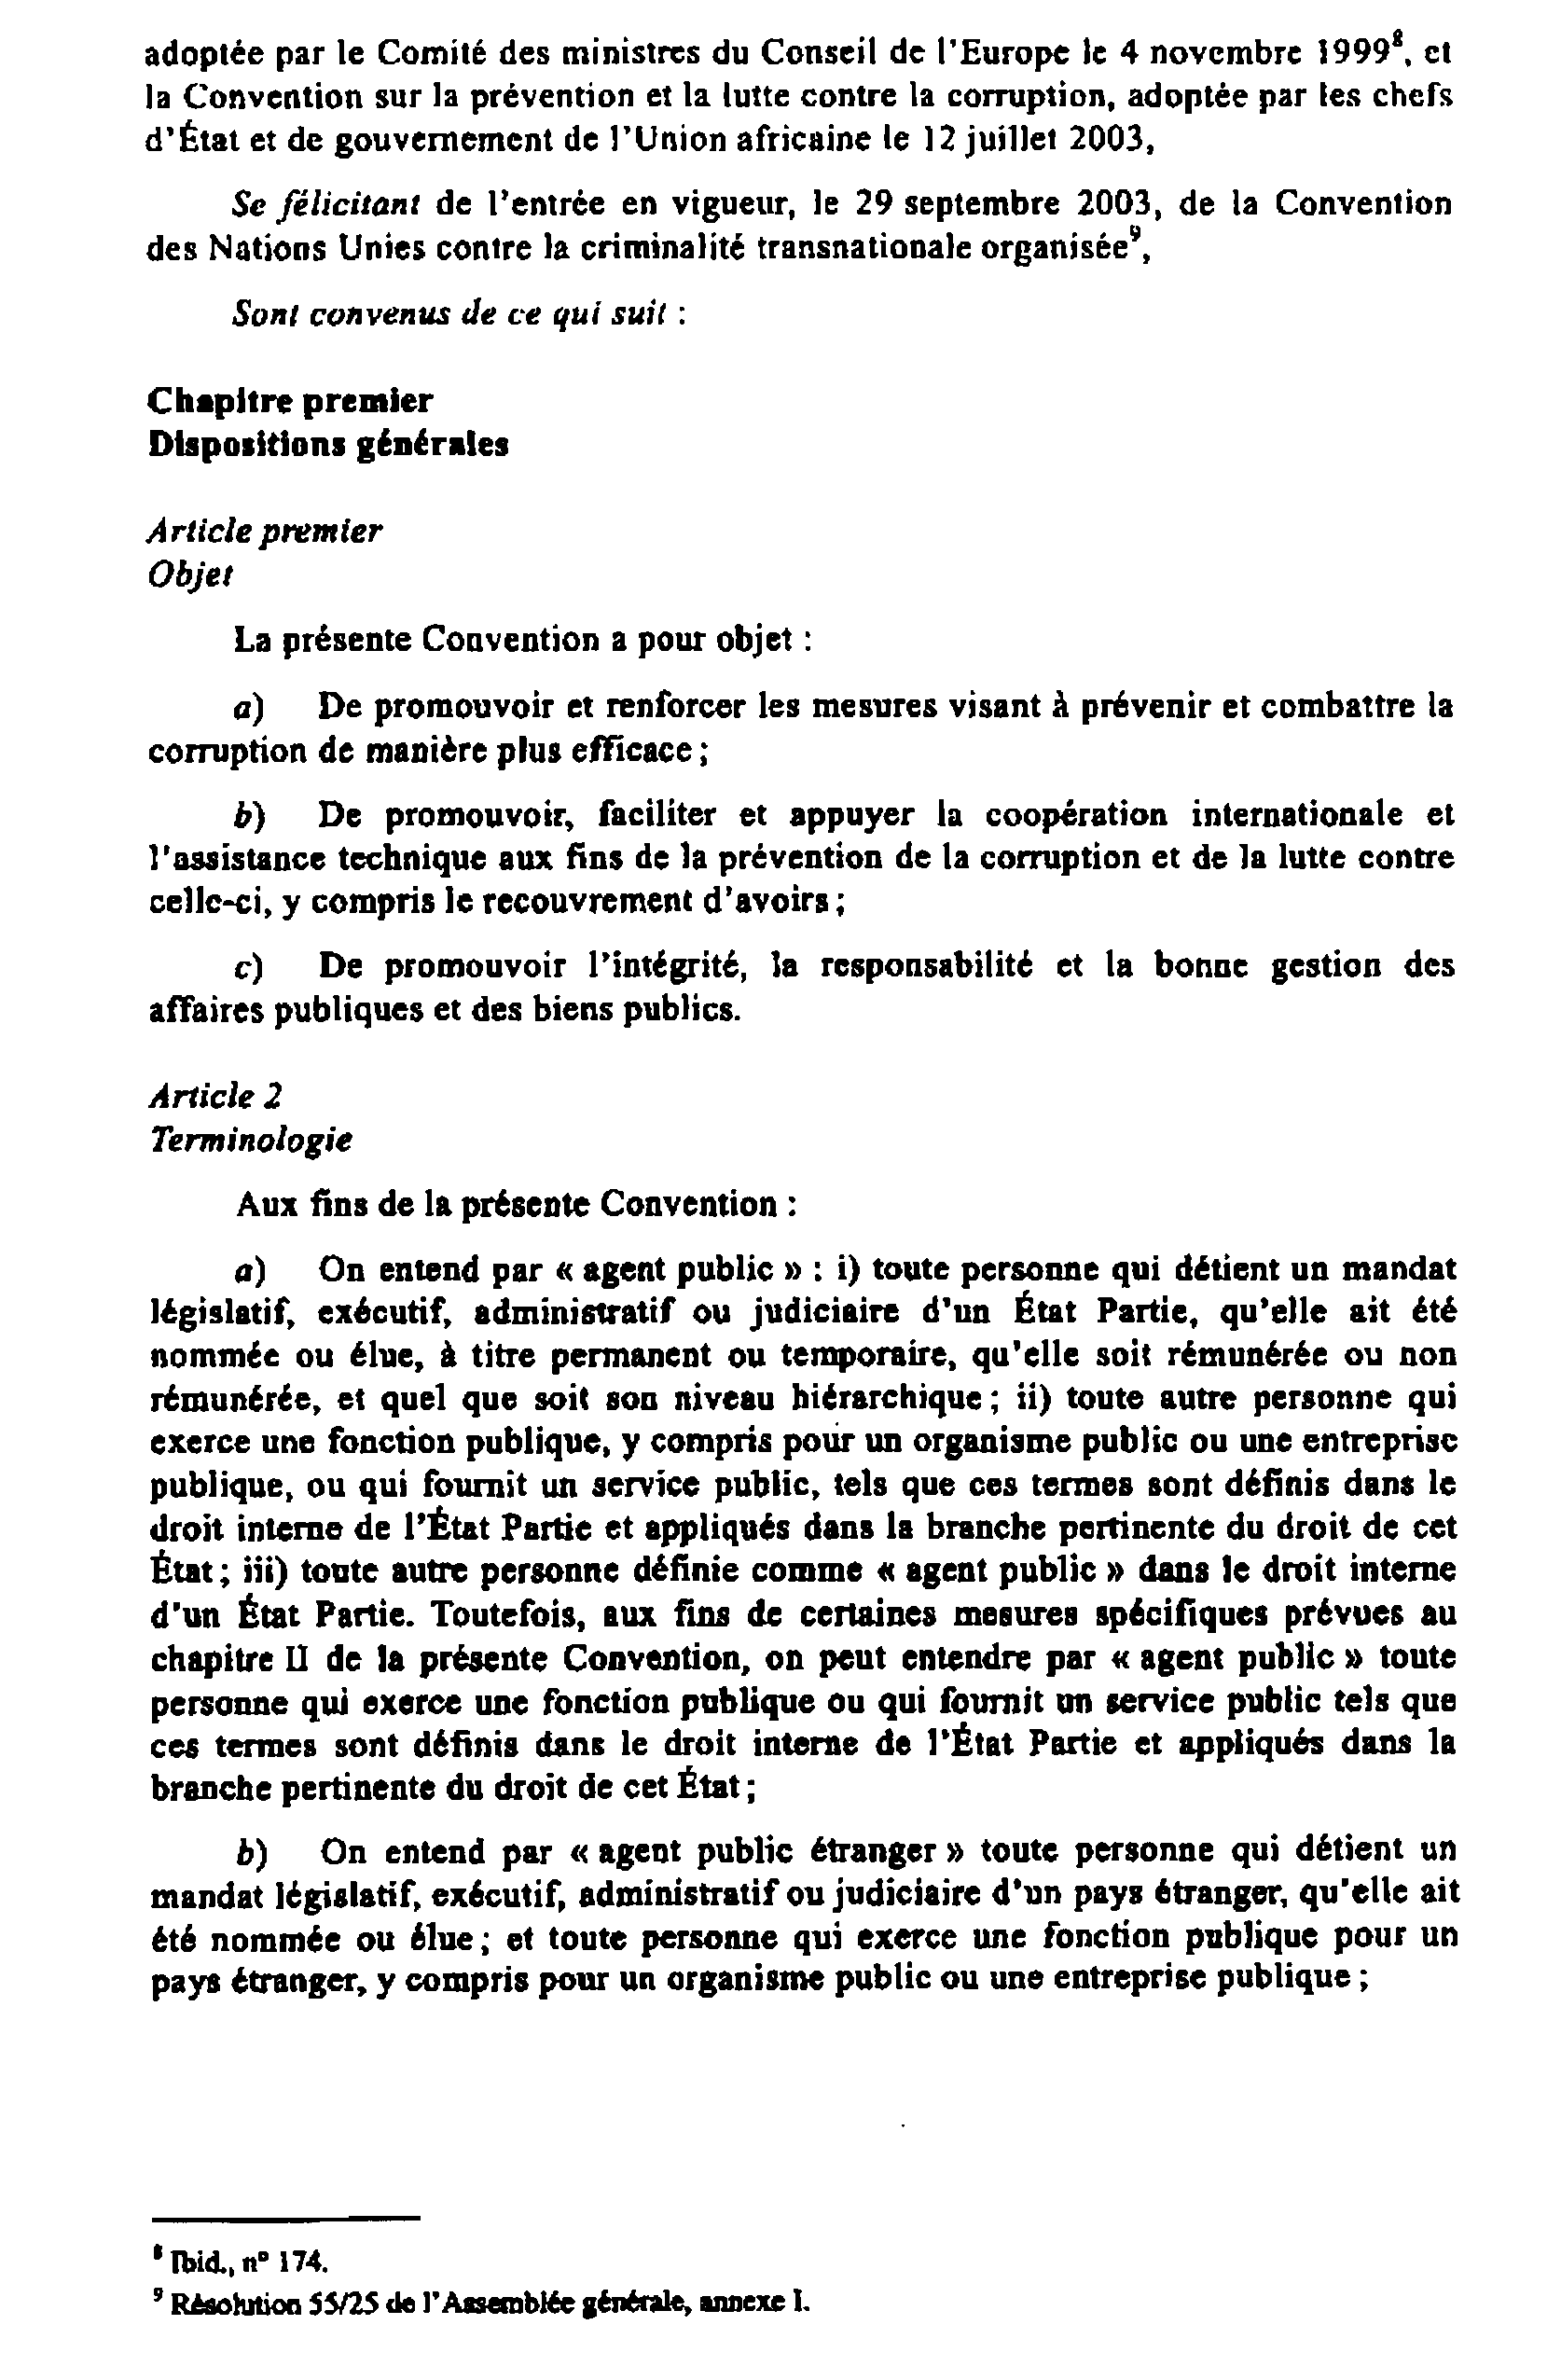 adoptée par le Comité des ministres du Conseil de l'Europe le 4 novembre 1999⁸, et
la Convention sur la prévention et la lutte contre la corruption, adoptée par les chefs
d'État et de gouvernement de l'Union africaine le 12 juillet 2003,
Se félicitant de l'entrée en vigueur, le 29 septembre 2003, de la Convention
des Nations Unies contre la criminalité transnationale organisée⁹,
Sont convenus de ce qui suit :
Chapitre premier
Dispositions générales
Article premier
Objet
La présente Convention a pour objet :
a) De promouvoir et renforcer les mesures visant à prévenir et combattre la
corruption de manière plus efficace ;
b) De promouvoir, faciliter et appuyer la coopération internationale et
l'assistance technique aux fins de la prévention de la corruption et de la lutte contre
celle-ci, y compris le recouvrement d'avoirs ;
c) De promouvoir l'intégrité, la responsabilité et la bonne gestion des
affaires publiques et des biens publics.
Article 2
Terminologie
Aux fins de la présente Convention :
a) On entend par « agent public » : i) toute personne qui détient un mandat
législatif, exécutif, administratif ou judiciaire d'un État Partie, qu'elle ait été
nommée ou élue, à titre permanent ou temporaire, qu'elle soit rémunérée ou non
rémunérée, et quel que soit son niveau hiérarchique ; ii) toute autre personne qui
exerce une fonction publique, y compris pour un organisme public ou une entreprise
publique, ou qui fournit un service public, tels que ces termes sont définis dans le
droit interne de l'État Partie et appliqués dans la branche pertinente du droit de cet
État ; iii) toute autre personne définie comme « agent public » dans le droit interne
d'un État Partie. Toutefois, aux fins de certaines mesures spécifiques prévues au
chapitre II de la présente Convention, on peut entendre par « agent public » toute
personne qui exerce une fonction publique ou qui fournit un service public tels que
ces termes sont définis dans le droit interne de l'État Partie et appliqués dans la
branche pertinente du droit de cet État ;
b) On entend par « agent public étranger » toute personne qui détient un
mandat législatif, exécutif, administratif ou judiciaire d'un pays étranger, qu'elle ait
été nommée ou élue ; et toute personne qui exerce une fonction publique pour un
pays étranger, y compris pour un organisme public ou une entreprise publique ;
⁸ Ibid., n° 174.
⁹ Résolution 55/25 de l'Assemblée générale, annexe I.